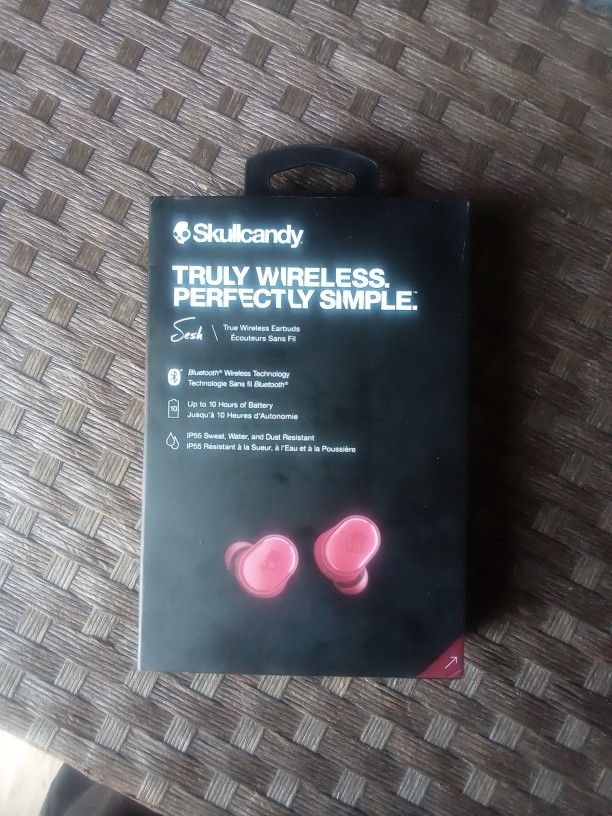 Skullcandy
TRULY WIRELESS.
PERFECTLY SIMPLE.™
Sesh
True Wireless Earbuds
Écouteurs Sans Fil
Bluetooth® Wireless Technology
Technologie Sans fil Bluetooth®
10
Up to 10 Hours of Battery
Jusqu'à 10 Heures d'Autonomie
IP55 Sweat, Water, and Dust Resistant
IP55 Résistant à la Sueur, à l'Eau et à la Poussière